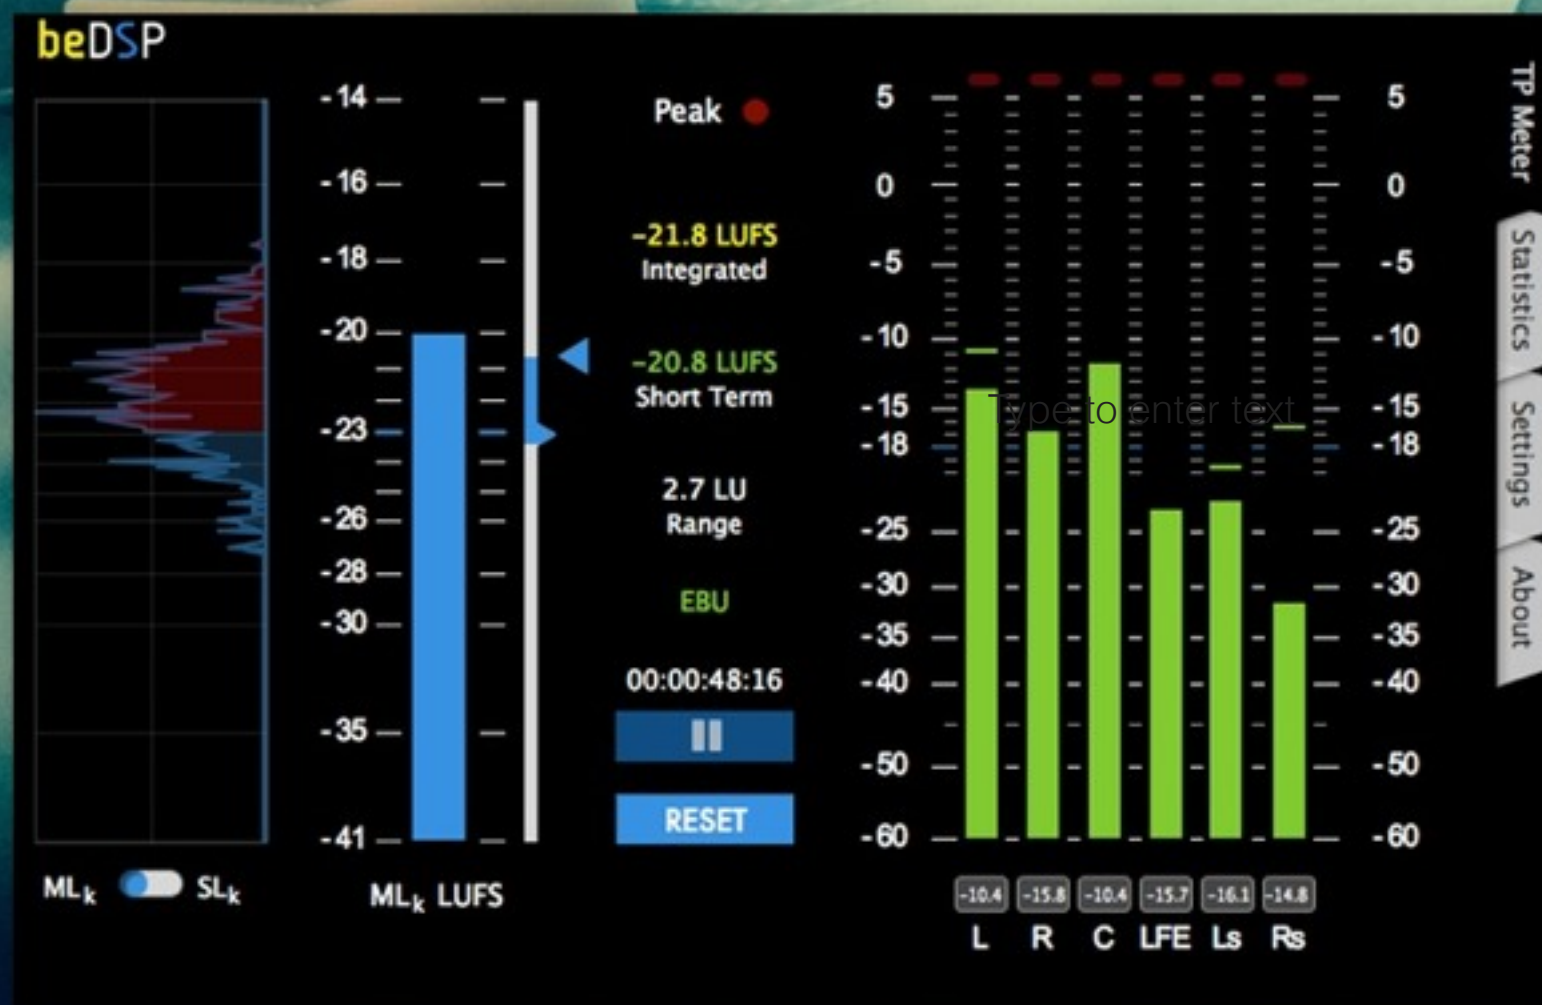 beDSP
-14
-16
-18
-20
-23
-26
-28
-30
-35
-41
MLk SLk
MLk LUFS
Peak
-21.8 LUFS
Integrated
-20.8 LUFS
Short Term
2.7 LU
Range
EBU
00:00:48:16
RESET
5 5
0 0
-5 -5
-10 -10
Type to enter text
-15 -15
-18 -18
-25 -25
-30 -30
-35 -35
-40 -40
-50 -50
-60 -60
-10.4 -15.8 -10.4 -15.7 -16.1 -14.8
L R C LFE Ls Rs
TP Meter
Statistics
Settings
About